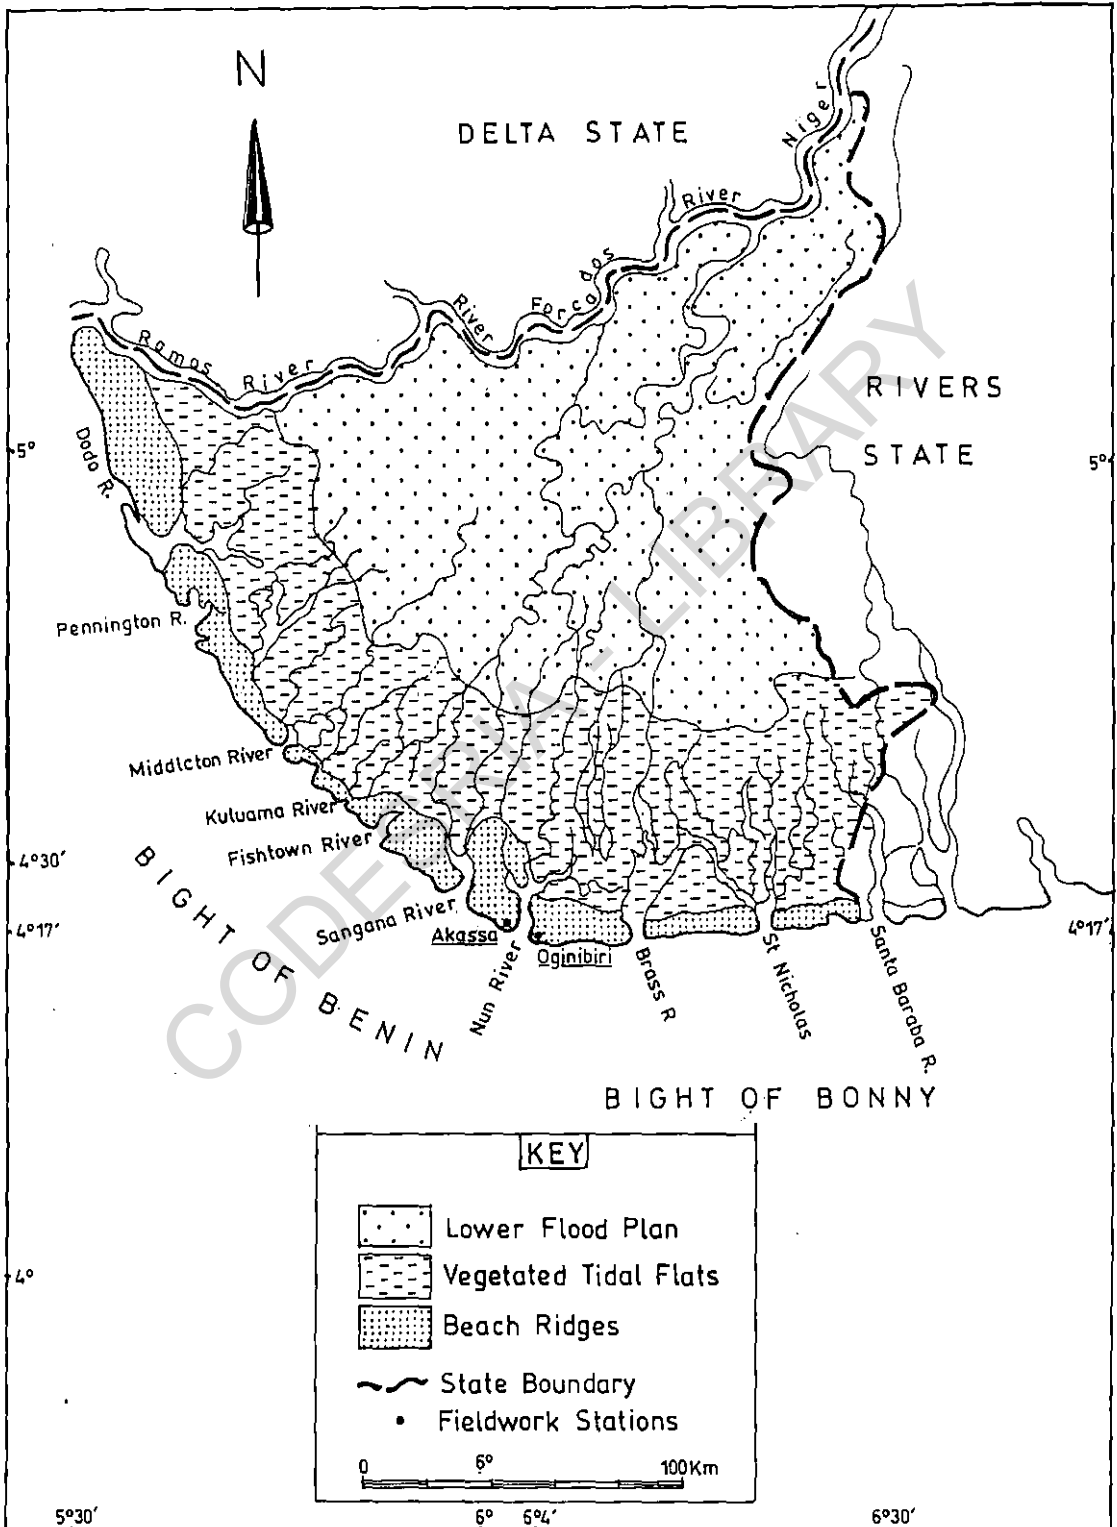 N
DELTA STATE
River Niger
River Forcados
Ramos River
RIVERS
STATE
Dodo R.
5°
5°
Pennington R.
Middleton River
Kuluama River
Fishtown River
4°30'
Sangana River
4°17'
4°17'
Akassa
Oginibiri
Nun River
Brass R
St Nicholas
Santa Baraba R.
BIGHT OF BENIN
BIGHT OF BONNY
KEY
Lower Flood Plan
Vegetated Tidal Flats
Beach Ridges
State Boundary
Fieldwork Stations
4°
0 6° 100Km
5°30' 6° 6°4' 6°30'
CODESRIA - LIBRARY